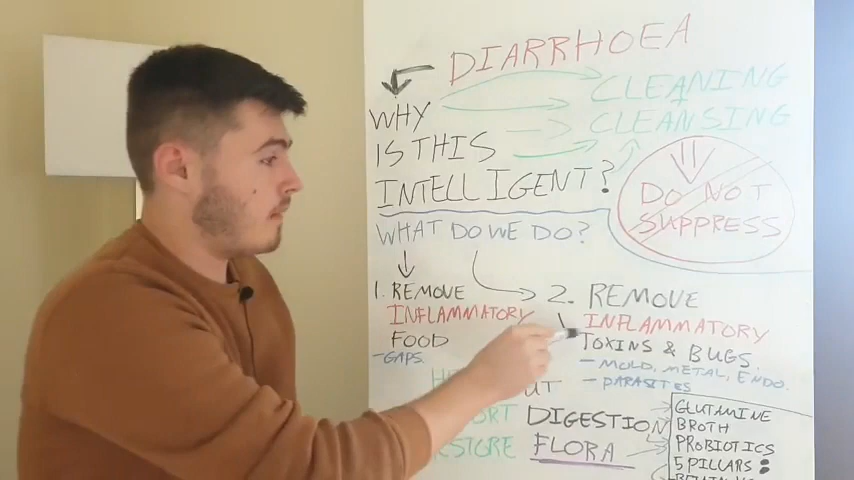 DIARRHOEA
WHY
IS THIS
INTELLIGENT?
CLEANING
CLEANSING
DO NOT
SUPPRESS
WHAT DO WE DO?
1. REMOVE
INFLAMMATORY
FOOD
-GAPS.
2. REMOVE
INFLAMMATORY
TOXINS & BUGS.
- MOLD, METAL, ENDO.
- PARASITES
DIGESTION
FLORA
GLUTMINE
BROTH
PROBIOTICS
5 PILLARS: